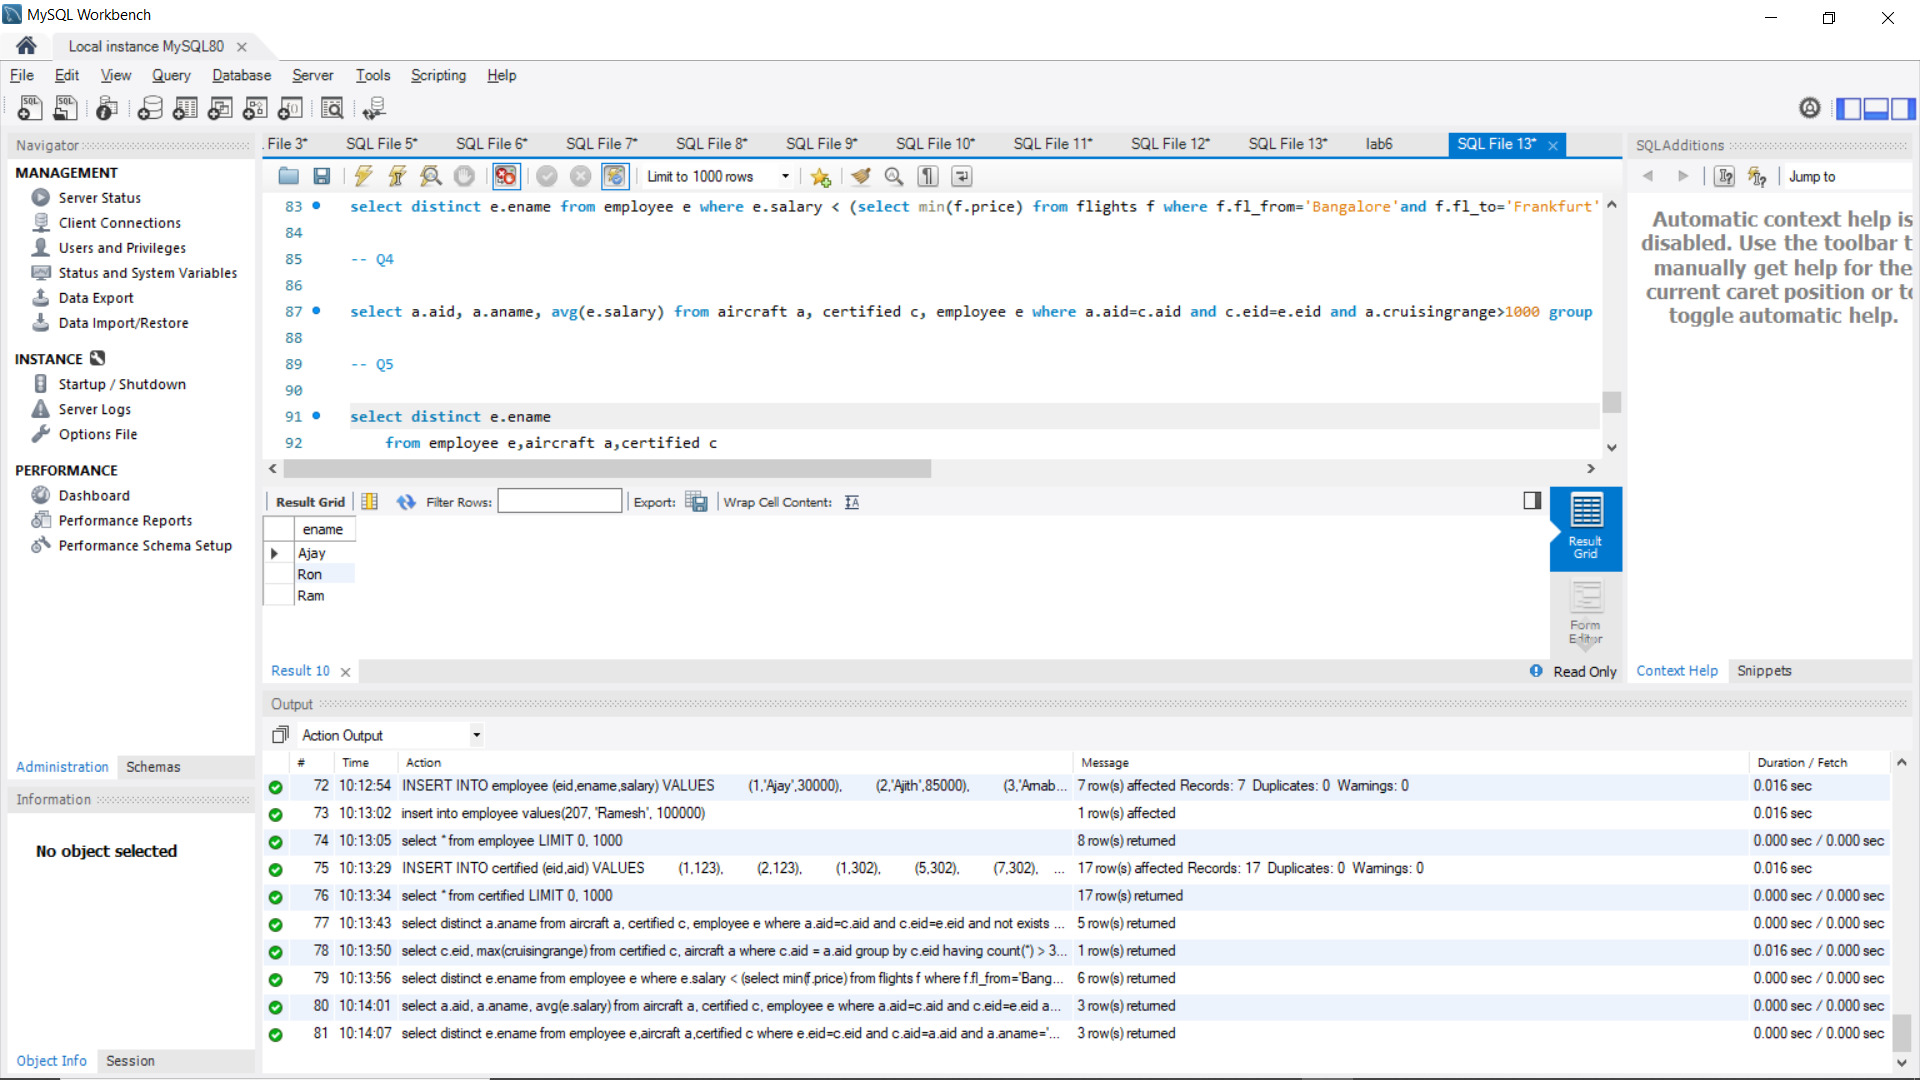 MySQL Workbench
Local instance MySQL80
File Edit View Query Database Server Tools Scripting Help
Navigator
MANAGEMENT
Server Status
Client Connections
Users and Privileges
Status and System Variables
Data Export
Data Import/Restore
INSTANCE
Startup / Shutdown
Server Logs
Options File
PERFORMANCE
Dashboard
Performance Reports
Performance Schema Setup
Administration Schemas
Information
No object selected
Object Info Session
. File 3* SQL File 5* SQL File 6* SQL File 7* SQL File 8* SQL File 9* SQL File 10* SQL File 11* SQL File 12* SQL File 13* lab6 SQL File 13*
Limit to 1000 rows
83 select distinct e.ename from employee e where e.salary < (select min(f.price) from flights f where f.fl_from='Bangalore'and f.fl_to='Frankfurt'
84
85 -- Q4
86
87 select a.aid, a.aname, avg(e.salary) from aircraft a, certified c, employee e where a.aid=c.aid and c.eid=e.eid and a.cruisingrange>1000 group
88
89 -- Q5
90
91 select distinct e.ename
92 from employee e,aircraft a,certified c
Result Grid Filter Rows: Export: Wrap Cell Content:
ename
Ajay
Ron
Ram
Result Grid
Form Editor
Result 10
Read Only
SQLAdditions
Jump to
Automatic context help is
disabled. Use the toolbar t
manually get help for the
current caret position or to
toggle automatic help.
Context Help Snippets
Output
Action Output
# Time Action Message Duration / Fetch
72 10:12:54 INSERT INTO employee (eid,ename,salary) VALUES (1,'Ajay',30000), (2,'Ajith',85000), (3,'Arnab... 7 row(s) affected Records: 7 Duplicates: 0 Warnings: 0 0.016 sec
73 10:13:02 insert into employee values(207, 'Ramesh', 100000) 1 row(s) affected 0.016 sec
74 10:13:05 select * from employee LIMIT 0, 1000 8 row(s) returned 0.000 sec / 0.000 sec
75 10:13:29 INSERT INTO certified (eid,aid) VALUES (1,123), (2,123), (1,302), (5,302), (7,302), ... 17 row(s) affected Records: 17 Duplicates: 0 Warnings: 0 0.016 sec
76 10:13:34 select * from certified LIMIT 0, 1000 17 row(s) returned 0.000 sec / 0.000 sec
77 10:13:43 select distinct a.aname from aircraft a, certified c, employee e where a.aid=c.aid and c.eid=e.eid and not exists ... 5 row(s) returned 0.000 sec / 0.000 sec
78 10:13:50 select c.eid, max(cruisingrange) from certified c, aircraft a where c.aid = a.aid group by c.eid having count(*) > 3... 1 row(s) returned 0.016 sec / 0.000 sec
79 10:13:56 select distinct e.ename from employee e where e.salary < (select min(f.price) from flights f where f.fl_from='Bang... 6 row(s) returned 0.000 sec / 0.000 sec
80 10:14:01 select a.aid, a.aname, avg(e.salary) from aircraft a, certified c, employee e where a.aid=c.aid and c.eid=e.eid a... 3 row(s) returned 0.000 sec / 0.000 sec
81 10:14:07 select distinct e.ename from employee e,aircraft a,certified c where e.eid=c.eid and c.aid=a.aid and a.aname='... 3 row(s) returned 0.000 sec / 0.000 sec